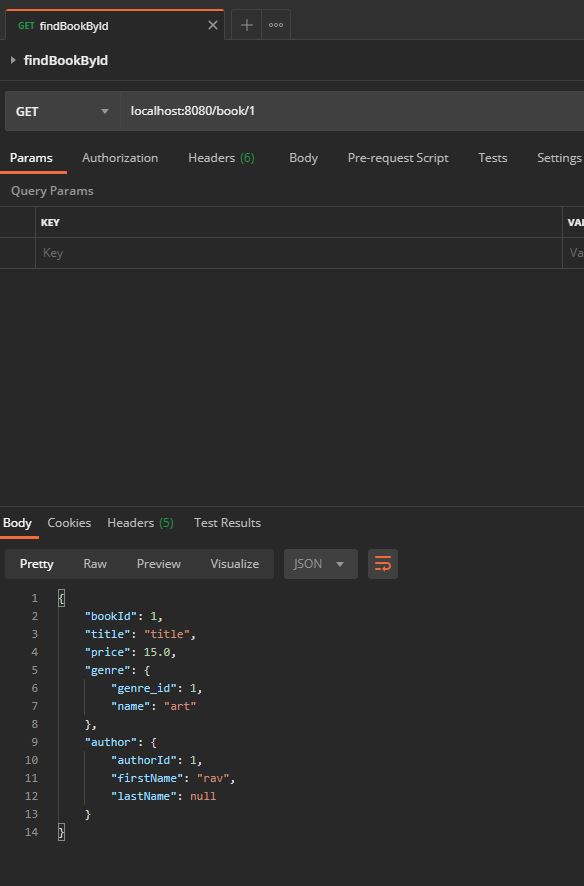 GET findBookById
findBookById
GET localhost:8080/book/1
Params Authorization Headers (6) Body Pre-request Script Tests Settings
Query Params
KEY VAL
Key Va
Body Cookies Headers (5) Test Results
Pretty Raw Preview Visualize JSON
1 {
2 "bookId": 1,
3 "title": "title",
4 "price": 15.0,
5 "genre": {
6 "genre_id": 1,
7 "name": "art"
8 },
9 "author": {
10 "authorId": 1,
11 "firstName": "rav",
12 "lastName": null
13 }
14 }